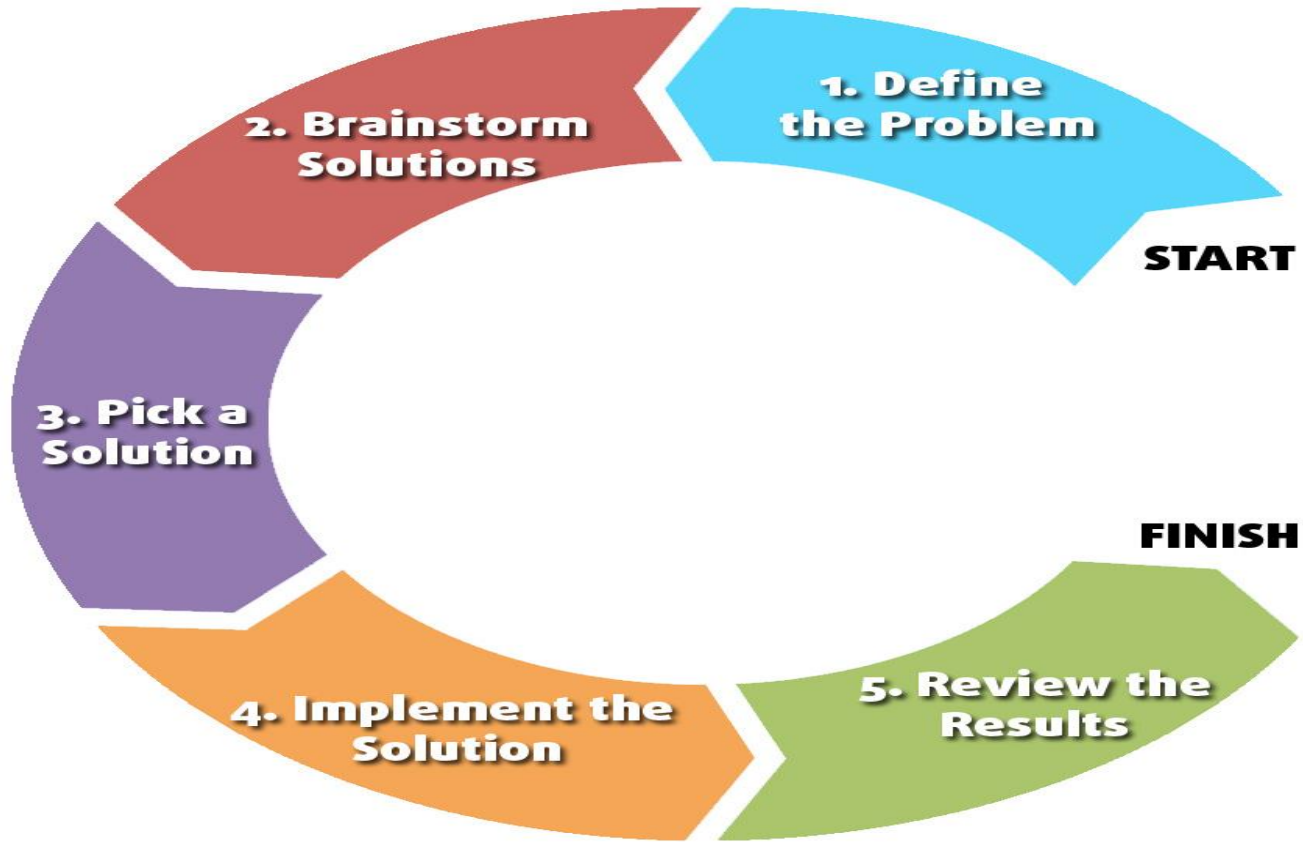 START
1. Define
the Problem
2. Brainstorm
Solutions
3. Pick a
Solution
4. Implement the
Solution
5. Review the
Results
FINISH